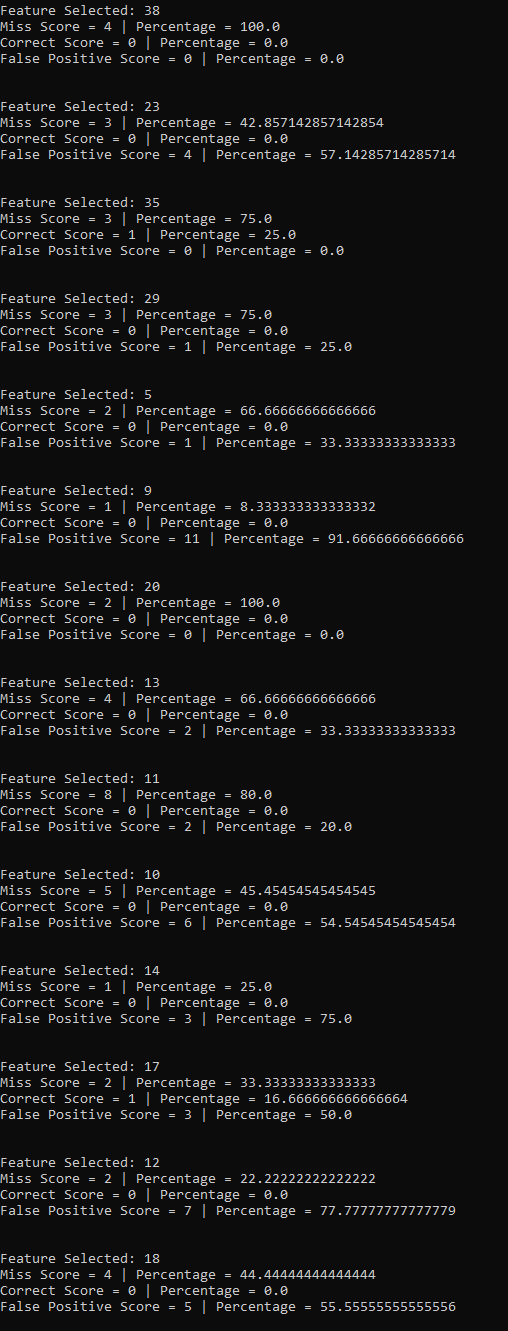 Feature Selected: 38
Miss Score = 4 | Percentage = 100.0
Correct Score = 0 | Percentage = 0.0
False Positive Score = 0 | Percentage = 0.0
Feature Selected: 23
Miss Score = 3 | Percentage = 42.857142857142854
Correct Score = 0 | Percentage = 0.0
False Positive Score = 4 | Percentage = 57.14285714285714
Feature Selected: 35
Miss Score = 3 | Percentage = 75.0
Correct Score = 1 | Percentage = 25.0
False Positive Score = 0 | Percentage = 0.0
Feature Selected: 29
Miss Score = 3 | Percentage = 75.0
Correct Score = 0 | Percentage = 0.0
False Positive Score = 1 | Percentage = 25.0
Feature Selected: 5
Miss Score = 2 | Percentage = 66.66666666666666
Correct Score = 0 | Percentage = 0.0
False Positive Score = 1 | Percentage = 33.33333333333333
Feature Selected: 9
Miss Score = 1 | Percentage = 8.333333333333332
Correct Score = 0 | Percentage = 0.0
False Positive Score = 11 | Percentage = 91.66666666666666
Feature Selected: 20
Miss Score = 2 | Percentage = 100.0
Correct Score = 0 | Percentage = 0.0
False Positive Score = 0 | Percentage = 0.0
Feature Selected: 13
Miss Score = 4 | Percentage = 66.66666666666666
Correct Score = 0 | Percentage = 0.0
False Positive Score = 2 | Percentage = 33.33333333333333
Feature Selected: 11
Miss Score = 8 | Percentage = 80.0
Correct Score = 0 | Percentage = 0.0
False Positive Score = 2 | Percentage = 20.0
Feature Selected: 10
Miss Score = 5 | Percentage = 45.45454545454545
Correct Score = 0 | Percentage = 0.0
False Positive Score = 6 | Percentage = 54.54545454545454
Feature Selected: 14
Miss Score = 1 | Percentage = 25.0
Correct Score = 0 | Percentage = 0.0
False Positive Score = 3 | Percentage = 75.0
Feature Selected: 17
Miss Score = 2 | Percentage = 33.33333333333333
Correct Score = 1 | Percentage = 16.666666666666664
False Positive Score = 3 | Percentage = 50.0
Feature Selected: 12
Miss Score = 2 | Percentage = 22.22222222222222
Correct Score = 0 | Percentage = 0.0
False Positive Score = 7 | Percentage = 77.77777777777779
Feature Selected: 18
Miss Score = 4 | Percentage = 44.44444444444444
Correct Score = 0 | Percentage = 0.0
False Positive Score = 5 | Percentage = 55.55555555555556